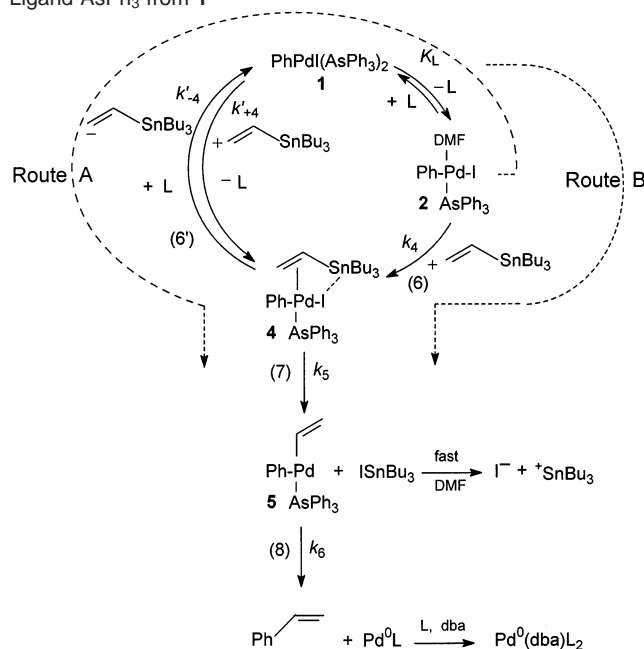 Ligand AsPh₃ from 1
PhPdI(AsPh₃)₂
1
K_L
– L
+ L
k'₋₄
k'₊₄
–
SnBu₃
+
SnBu₃
DMF
Ph-Pd-I
2 AsPh₃
Route A
Route B
+ L
– L
(6')
k₄
+
SnBu₃
(6)
SnBu₃
Ph-Pd-I
4 AsPh₃
(7)
k₅
Ph-Pd + ISnBu₃ fast DMF I⁻ + ⁺SnBu₃
5 AsPh₃
(8)
k₆
Ph + Pd⁰L L, dba Pd⁰(dba)L₂